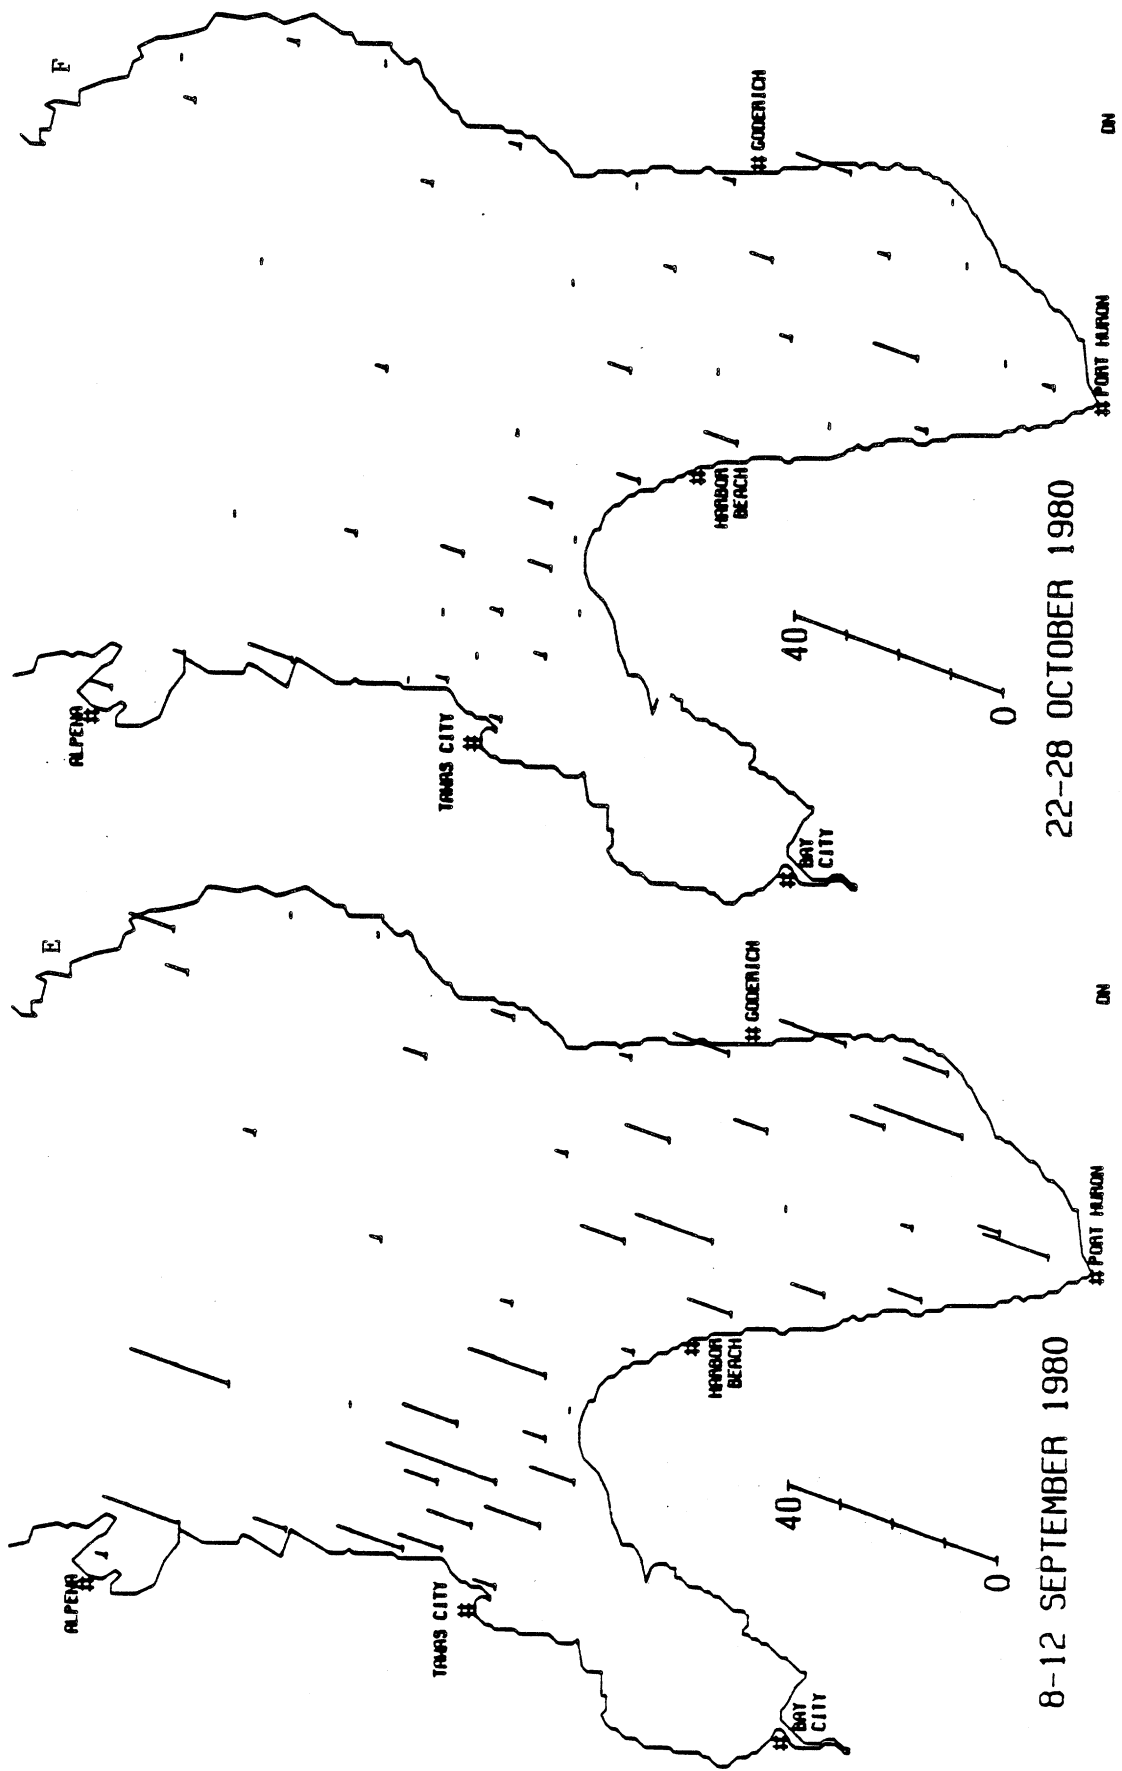 E
ALPENA
#
TAWAS CITY
#
# GODERICH
#
HARBOR
BEACH
# BAY
CITY
# PORT HURON
40
0
8-12 SEPTEMBER 1980
ON
F
ALPENA
#
TAWAS CITY
#
# GODERICH
#
HARBOR
BEACH
# BAY
CITY
# PORT HURON
40
0
22-28 OCTOBER 1980
ON